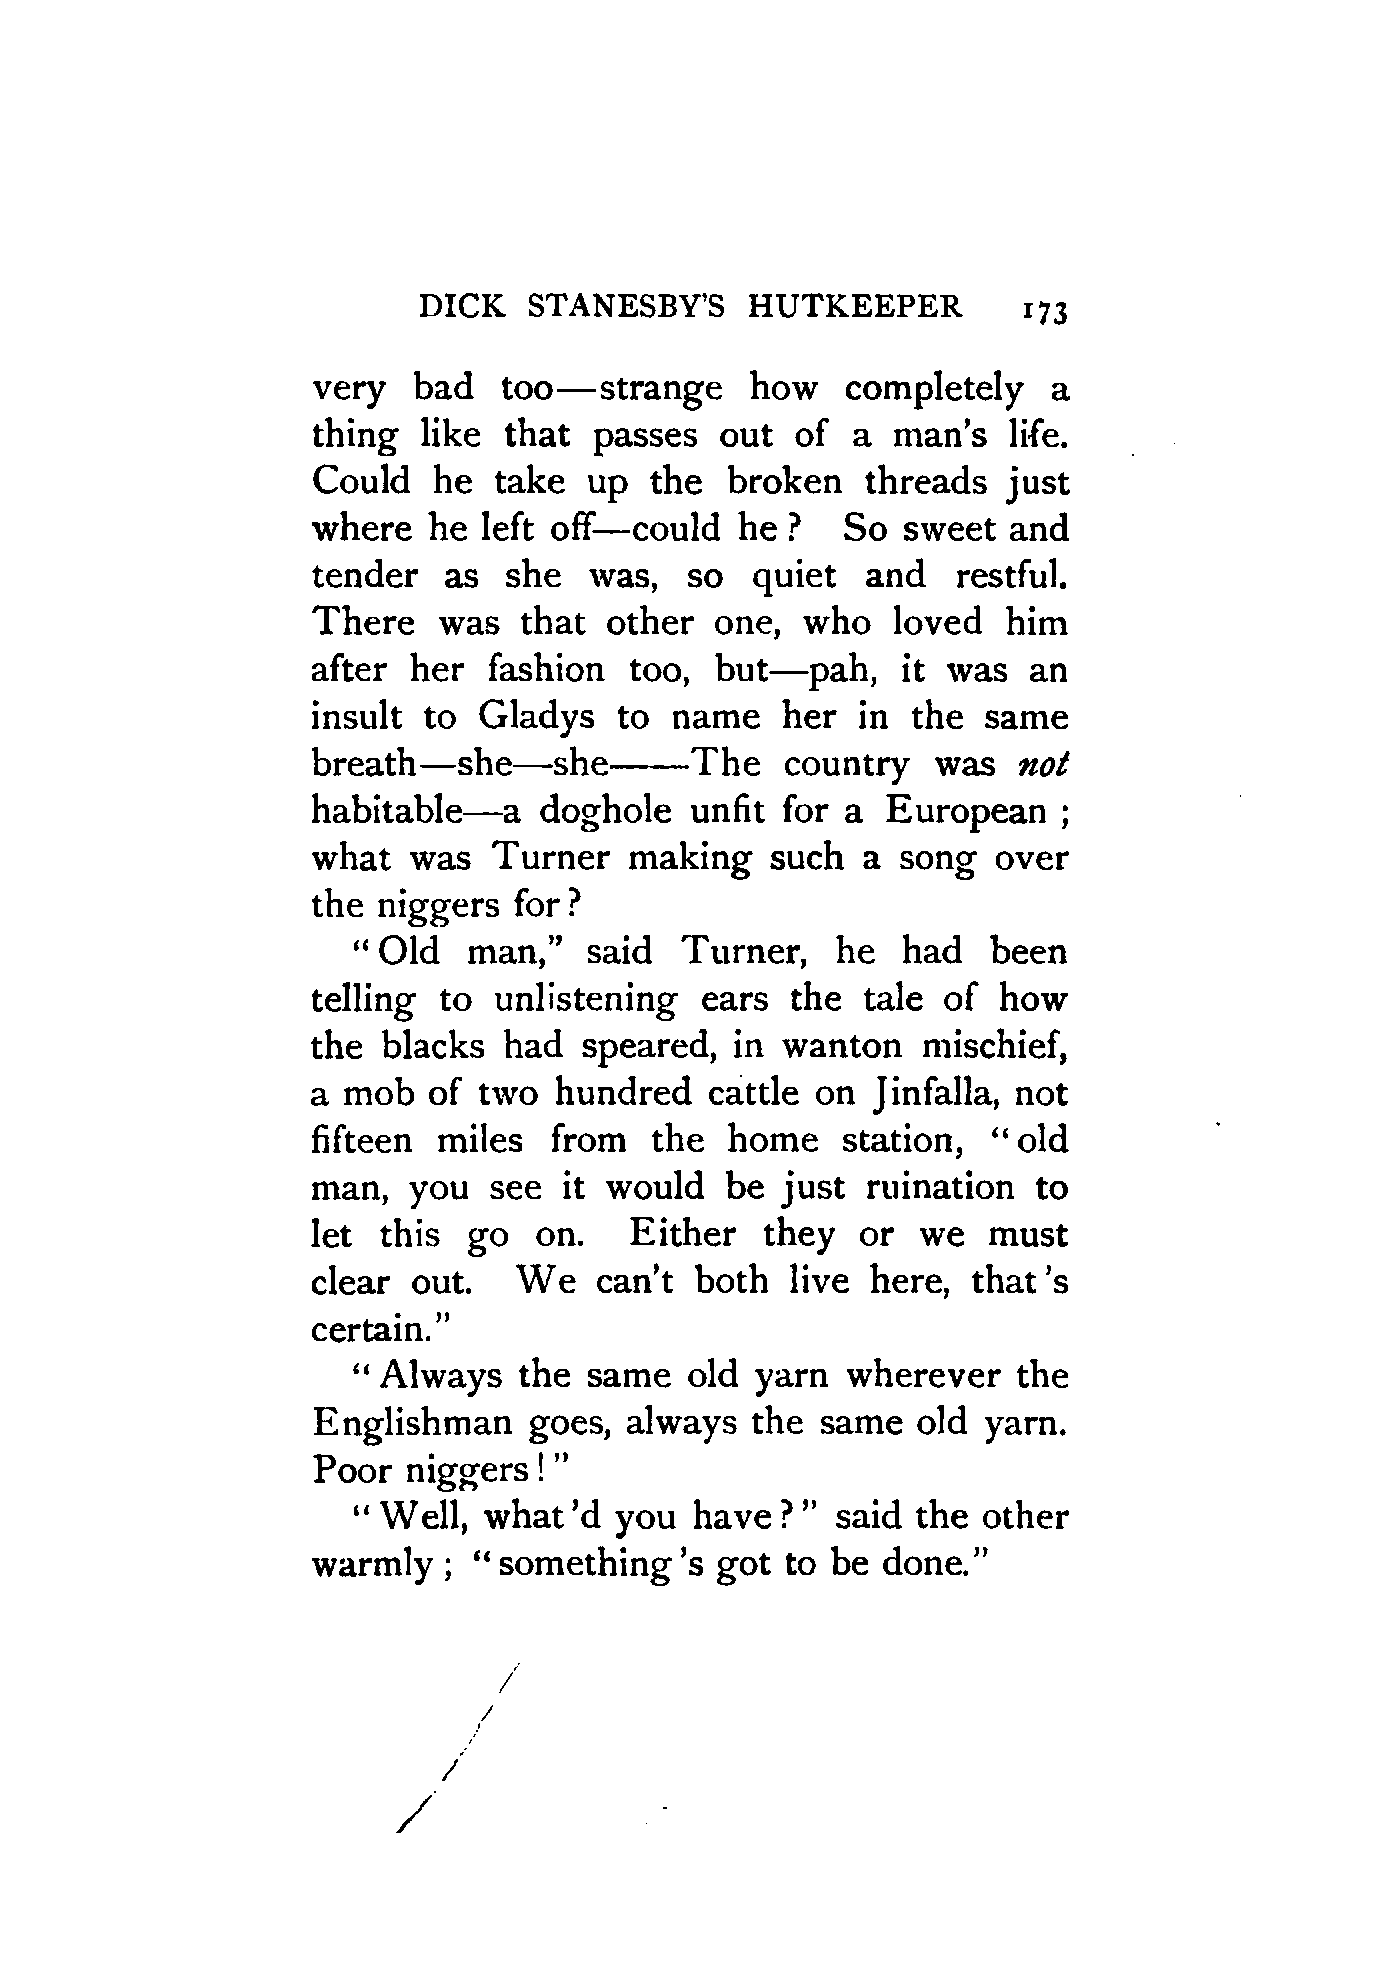 DICK STANESBY'S HUTKEEPER 173
very bad too—strange how completely a
thing like that passes out of a man's life.
Could he take up the broken threads just
where he left off—could he? So sweet and
tender as she was, so quiet and restful.
There was that other one, who loved him
after her fashion too, but—pah, it was an
insult to Gladys to name her in the same
breath—she—she——The country was not
habitable—a doghole unfit for a European ;
what was Turner making such a song over
the niggers for?
"Old man," said Turner, he had been
telling to unlistening ears the tale of how
the blacks had speared, in wanton mischief,
a mob of two hundred cattle on Jinfalla, not
fifteen miles from the home station, "old
man, you see it would be just ruination to
let this go on. Either they or we must
clear out. We can't both live here, that's
certain."
"Always the same old yarn wherever the
Englishman goes, always the same old yarn.
Poor niggers!"
"Well, what'd you have?" said the other
warmly; "something's got to be done."